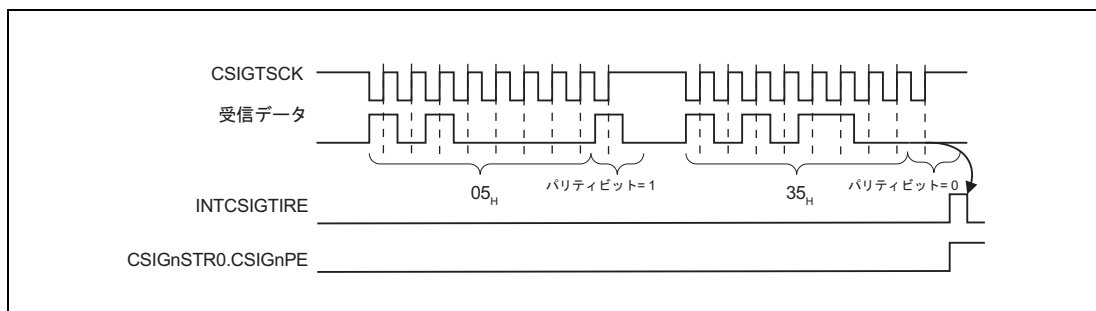 CSIGTSCK
受信データ
05H
パリティビット= 1
35H
パリティビット= 0
INTCSIGTIRE
CSIGnSTR0.CSIGnPE